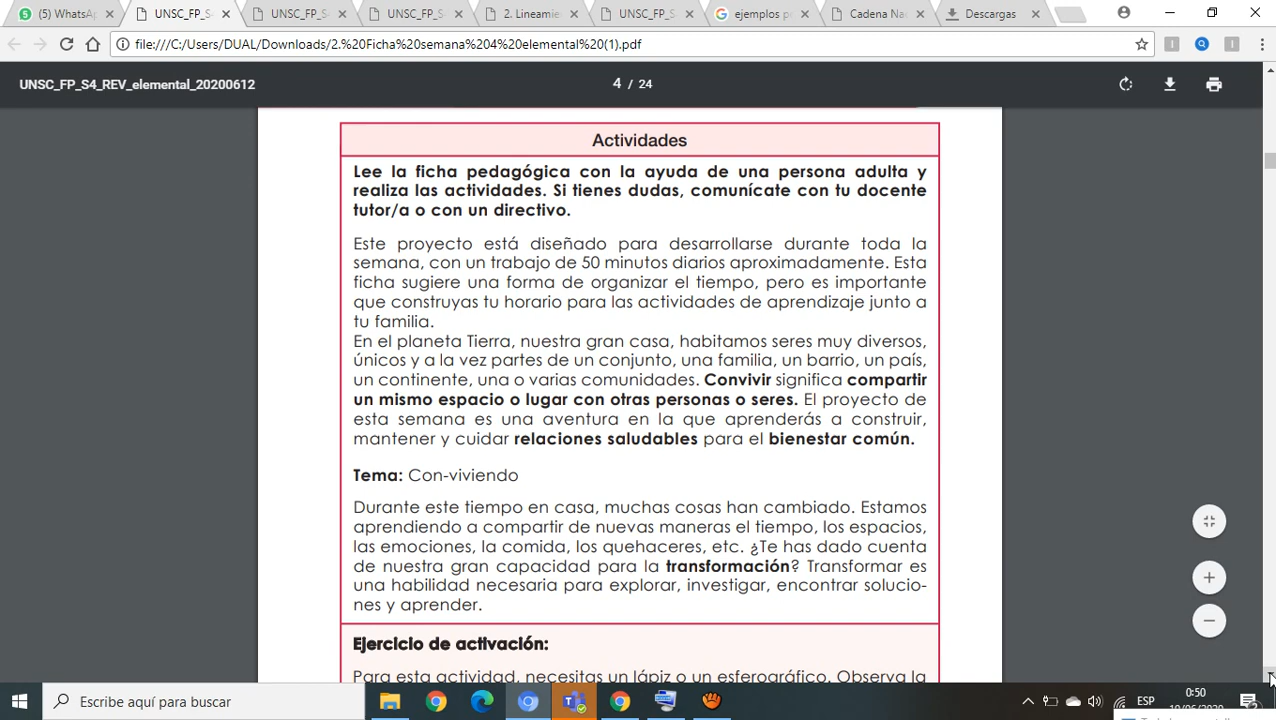 (5) WhatsA
UNSC_FP_S
UNSC_FP_S
UNSC_FP_S
2. Lineamie
UNSC_FP_S
ejemplos p
Cadena Na
Descargas
file:///C:/Users/DUAL/Downloads/2.%20Ficha%20semana%204%20elemental%20(1).pdf
UNSC_FP_S4_REV_elemental_20200612
4 / 24
Actividades
Lee la ficha pedagógica con la ayuda de una persona adulta y
realiza las actividades. Si tienes dudas, comunícate con tu docente
tutor/a o con un directivo.
Este proyecto está diseñado para desarrollarse durante toda la
semana, con un trabajo de 50 minutos diarios aproximadamente. Esta
ficha sugiere una forma de organizar el tiempo, pero es importante
que construyas tu horario para las actividades de aprendizaje junto a
tu familia.
En el planeta Tierra, nuestra gran casa, habitamos seres muy diversos,
únicos y a la vez partes de un conjunto, una familia, un barrio, un país,
un continente, una o varias comunidades. Convivir significa compartir
un mismo espacio o lugar con otras personas o seres. El proyecto de
esta semana es una aventura en la que aprenderás a construir,
mantener y cuidar relaciones saludables para el bienestar común.
Tema: Con-viviendo
Durante este tiempo en casa, muchas cosas han cambiado. Estamos
aprendiendo a compartir de nuevas maneras el tiempo, los espacios,
las emociones, la comida, los quehaceres, etc. ¿Te has dado cuenta
de nuestra gran capacidad para la transformación? Transformar es
una habilidad necesaria para explorar, investigar, encontrar solucio-
nes y aprender.
Ejercicio de activación:
Para esta actividad, necesitas un lápiz o un esferográfico. Observa la
Escribe aquí para buscar
ESP
0:50